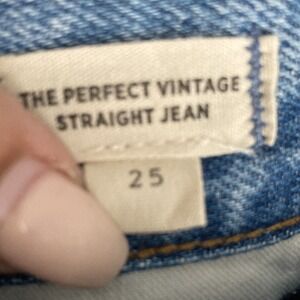 THE PERFECT VINTAGE
STRAIGHT JEAN
25